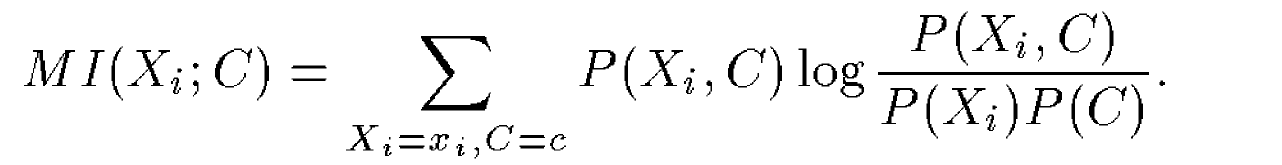 MI(X_i; C) = \sum_{X_i=x_i,C=c} P(X_i, C) \log \frac{P(X_i, C)}{P(X_i)P(C)}.